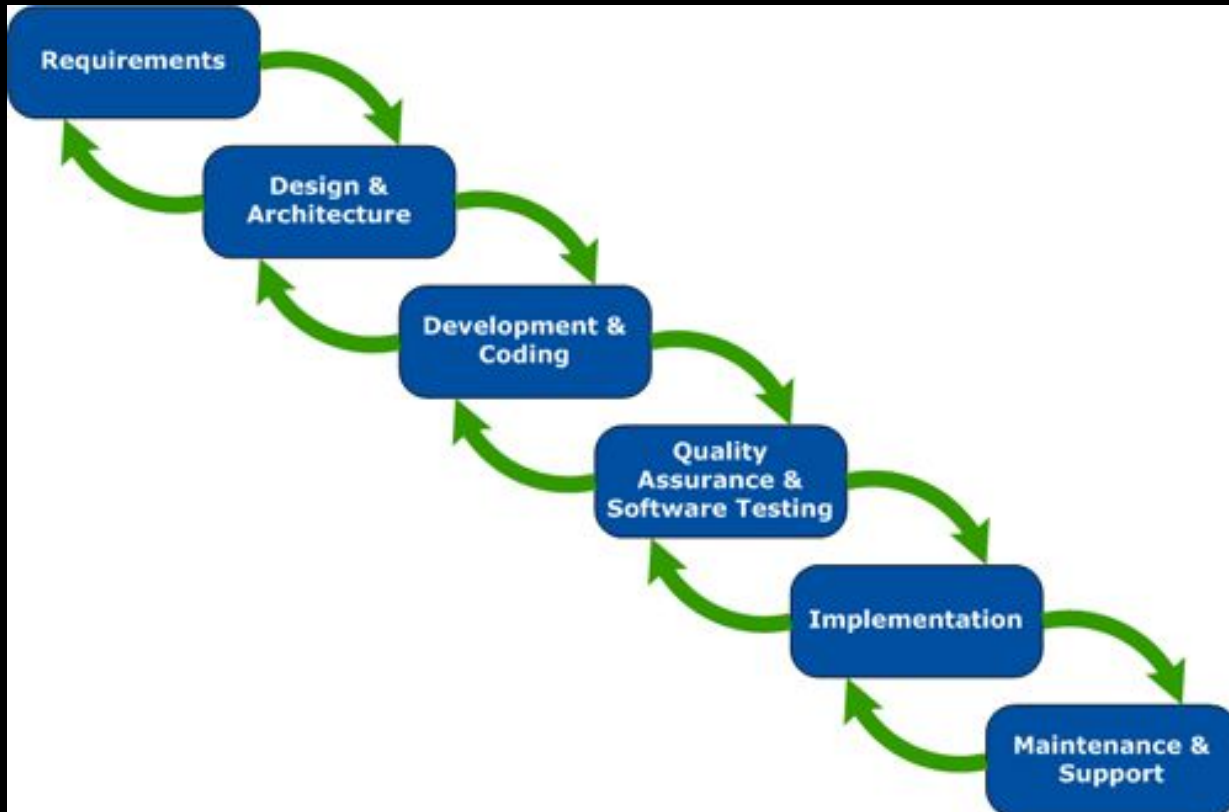 Requirements
Design &
Architecture
Development &
Coding
Quality
Assurance &
Software Testing
Implementation
Maintenance &
Support